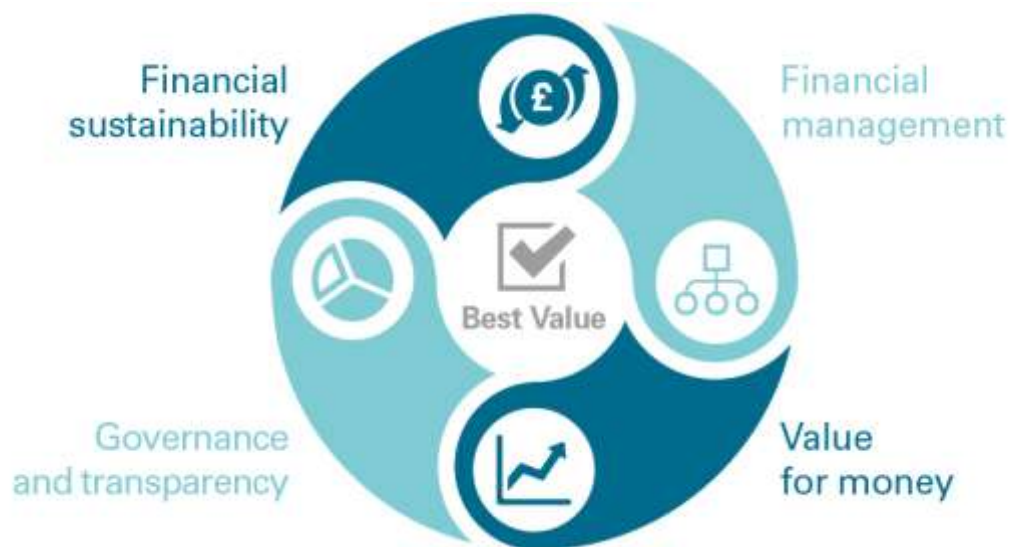 Financial
sustainability
Financial
management
£
Best Value
Governance
and transparency
Value
for money